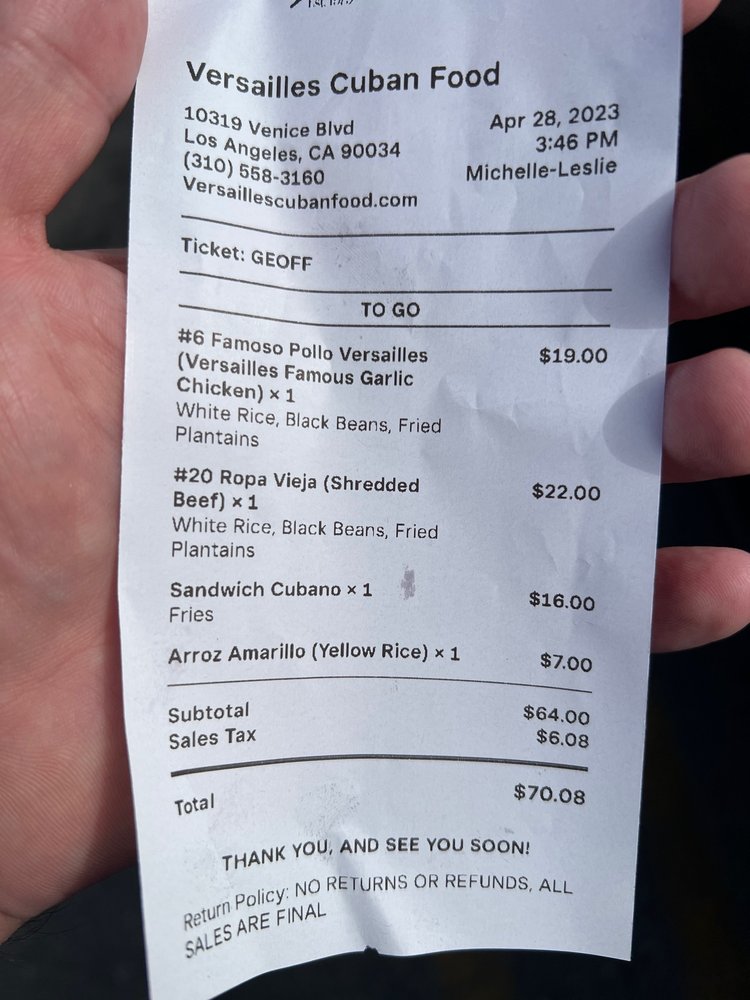 Versailles Cuban Food
10319 Venice Blvd
Los Angeles, CA 90034
(310) 558-3160
Versaillescubanfood.com
Apr 28, 2023
3:46 PM
Michelle-Leslie
Ticket: GEOFF
TO GO
#6 Famoso Pollo Versailles $19.00
(Versailles Famous Garlic
Chicken) × 1
White Rice, Black Beans, Fried
Plantains
#20 Ropa Vieja (Shredded $22.00
Beef) × 1
White Rice, Black Beans, Fried
Plantains
Sandwich Cubano × 1 $16.00
Fries
Arroz Amarillo (Yellow Rice) × 1 $7.00
Subtotal $64.00
Sales Tax $6.08
Total $70.08
THANK YOU, AND SEE YOU SOON!
Return Policy: NO RETURNS OR REFUNDS, ALL
SALES ARE FINAL